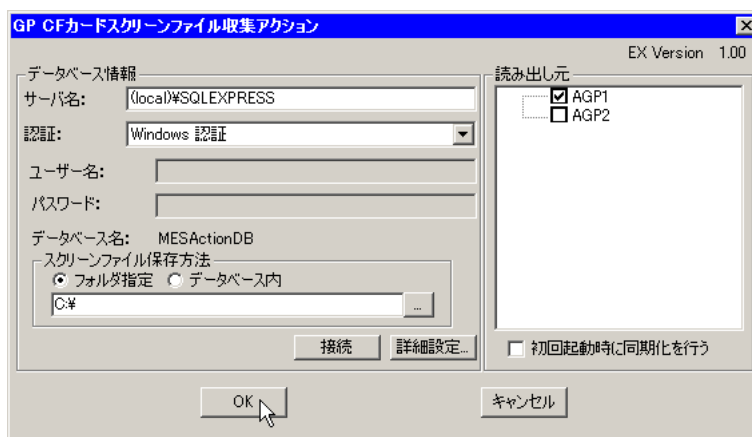 GP CFカードスクリーンファイル収集アクション
EX Version 1.00
データベース情報
サーバ名: (local)¥SQLEXPRESS
認証: Windows 認証
ユーザー名:
パスワード:
データベース名: MESActionDB
スクリーンファイル保存方法
フォルダ指定 データベース内
C:¥ ...
接続 詳細設定...
読み出し元
AGP1
AGP2
初回起動時に同期化を行う
OK キャンセル